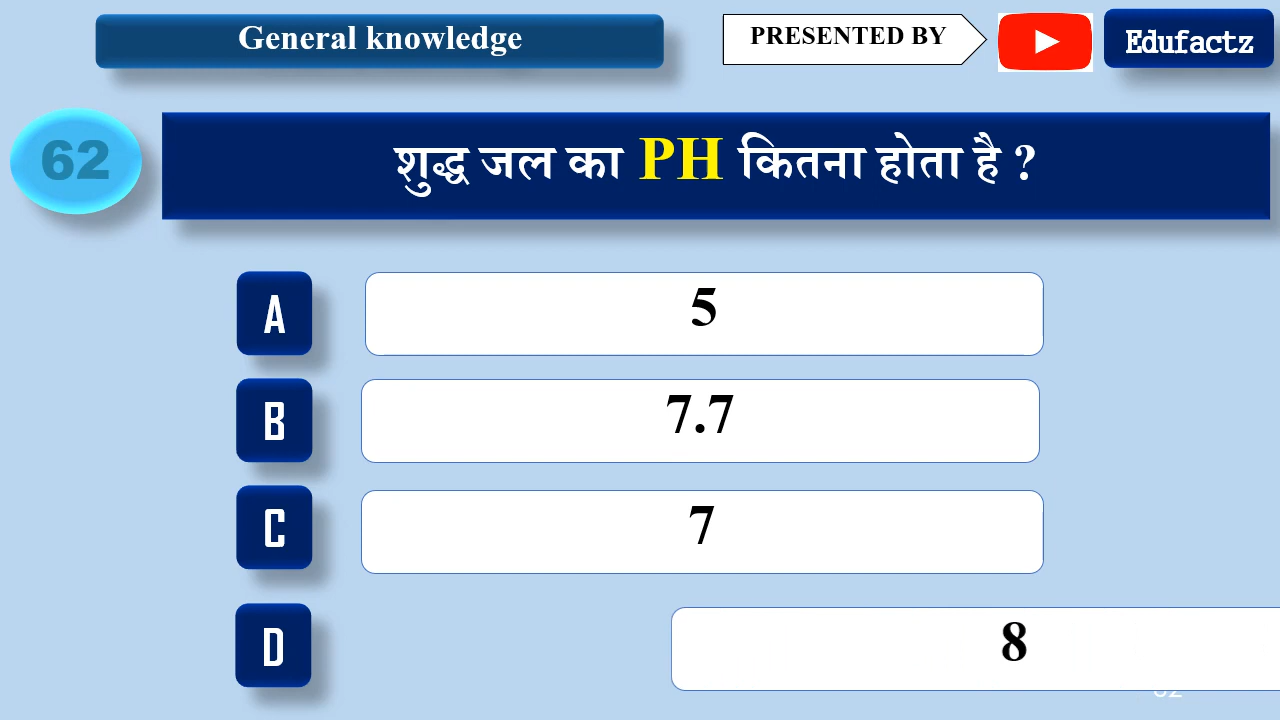 General knowledge
PRESENTED BY
Edufactz
62
शुद्ध जल का PH कितना होता है ?
A
5
B
7.7
C
7
D
8